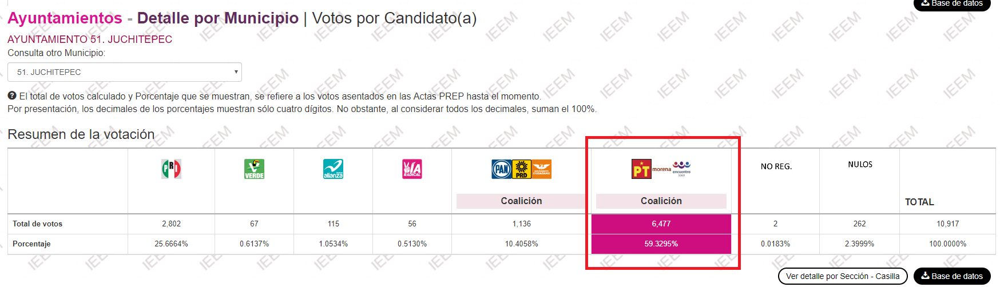 Base de datos
Ayuntamientos - Detalle por Municipio | Votos por Candidato(a)
AYUNTAMIENTO 51. JUCHITEPEC
Consulta otro Municipio:
51. JUCHITEPEC
El total de votos calculado y Porcentaje que se muestran, se refiere a los votos asentados en las Actas PREP hasta el momento.
Por presentación, los decimales de los porcentajes muestran sólo cuatro dígitos. No obstante, al considerar todos los decimales, suman el 100%.
Resumen de la votación
PRI VERDE nueva alianza VÍA RADICAL PAN PRD MOVIMIENTO CIUDADANO PT morena encuentro social NO REG. NULOS
Coalición Coalición TOTAL
Total de votos 2,802 67 115 56 1,136 6,477 2 262 10,917
Porcentaje 25.6664% 0.6137% 1.0534% 0.5130% 10.4058% 59.3295% 0.0183% 2.3999% 100.0000%
Ver detalle por Sección - Casilla Base de datos
IEEM